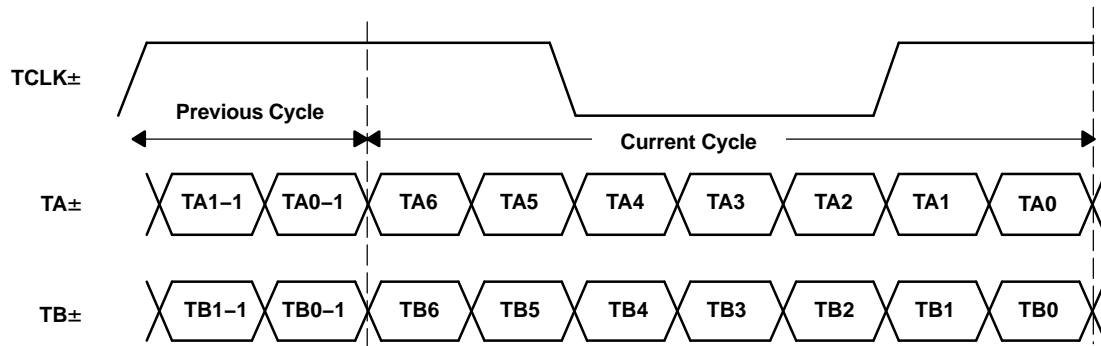 TCLK±
Previous Cycle
Current Cycle
TA±
TA1–1 TA0–1 TA6 TA5 TA4 TA3 TA2 TA1 TA0
TB±
TB1–1 TB0–1 TB6 TB5 TB4 TB3 TB2 TB1 TB0